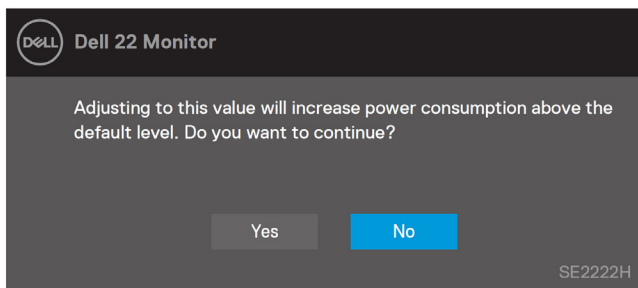 DELL Dell 22 Monitor
Adjusting to this value will increase power consumption above the
default level. Do you want to continue?
Yes No
SE2222H